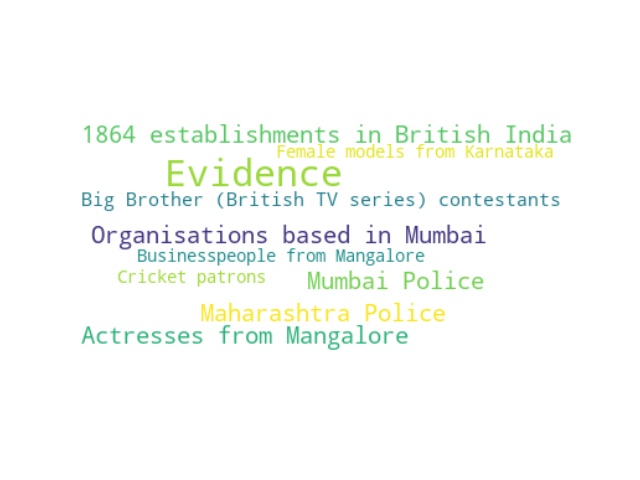 1864 establishments in British India
Female models from Karnataka
Evidence
Big Brother (British TV series) contestants
Organisations based in Mumbai
Businesspeople from Mangalore
Cricket patrons
Mumbai Police
Maharashtra Police
Actresses from Mangalore